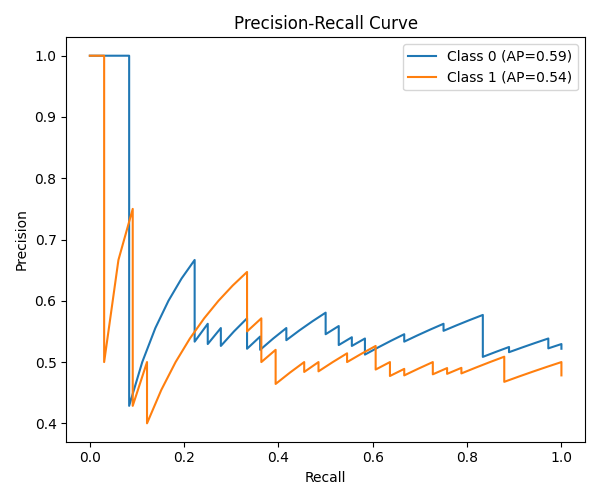 Precision-Recall Curve
Class 0 (AP=0.59)
Class 1 (AP=0.54)
Precision
1.0
0.9
0.8
0.7
0.6
0.5
0.4
0.0 0.2 0.4 0.6 0.8 1.0
Recall